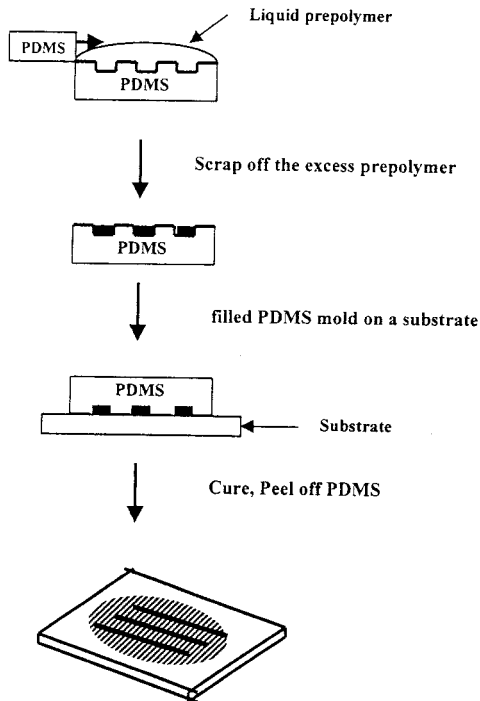 Liquid prepolymer
PDMS
PDMS
Scrap off the excess prepolymer
PDMS
filled PDMS mold on a substrate
PDMS
Substrate
Cure, Peel off PDMS